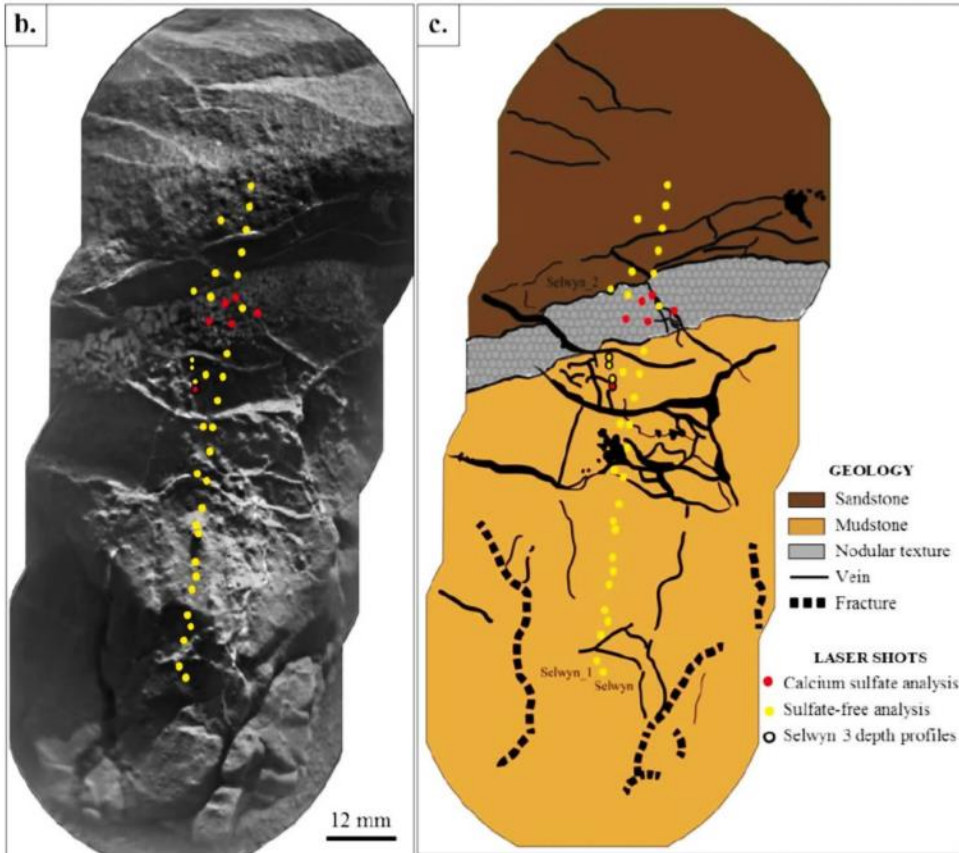 b.
12 mm
c.
Selwyn_2
Selwyn_1
Selwyn
GEOLOGY
Sandstone
Mudstone
Nodular texture
Vein
Fracture
LASER SHOTS
Calcium sulfate analysis
Sulfate-free analysis
Selwyn 3 depth profiles